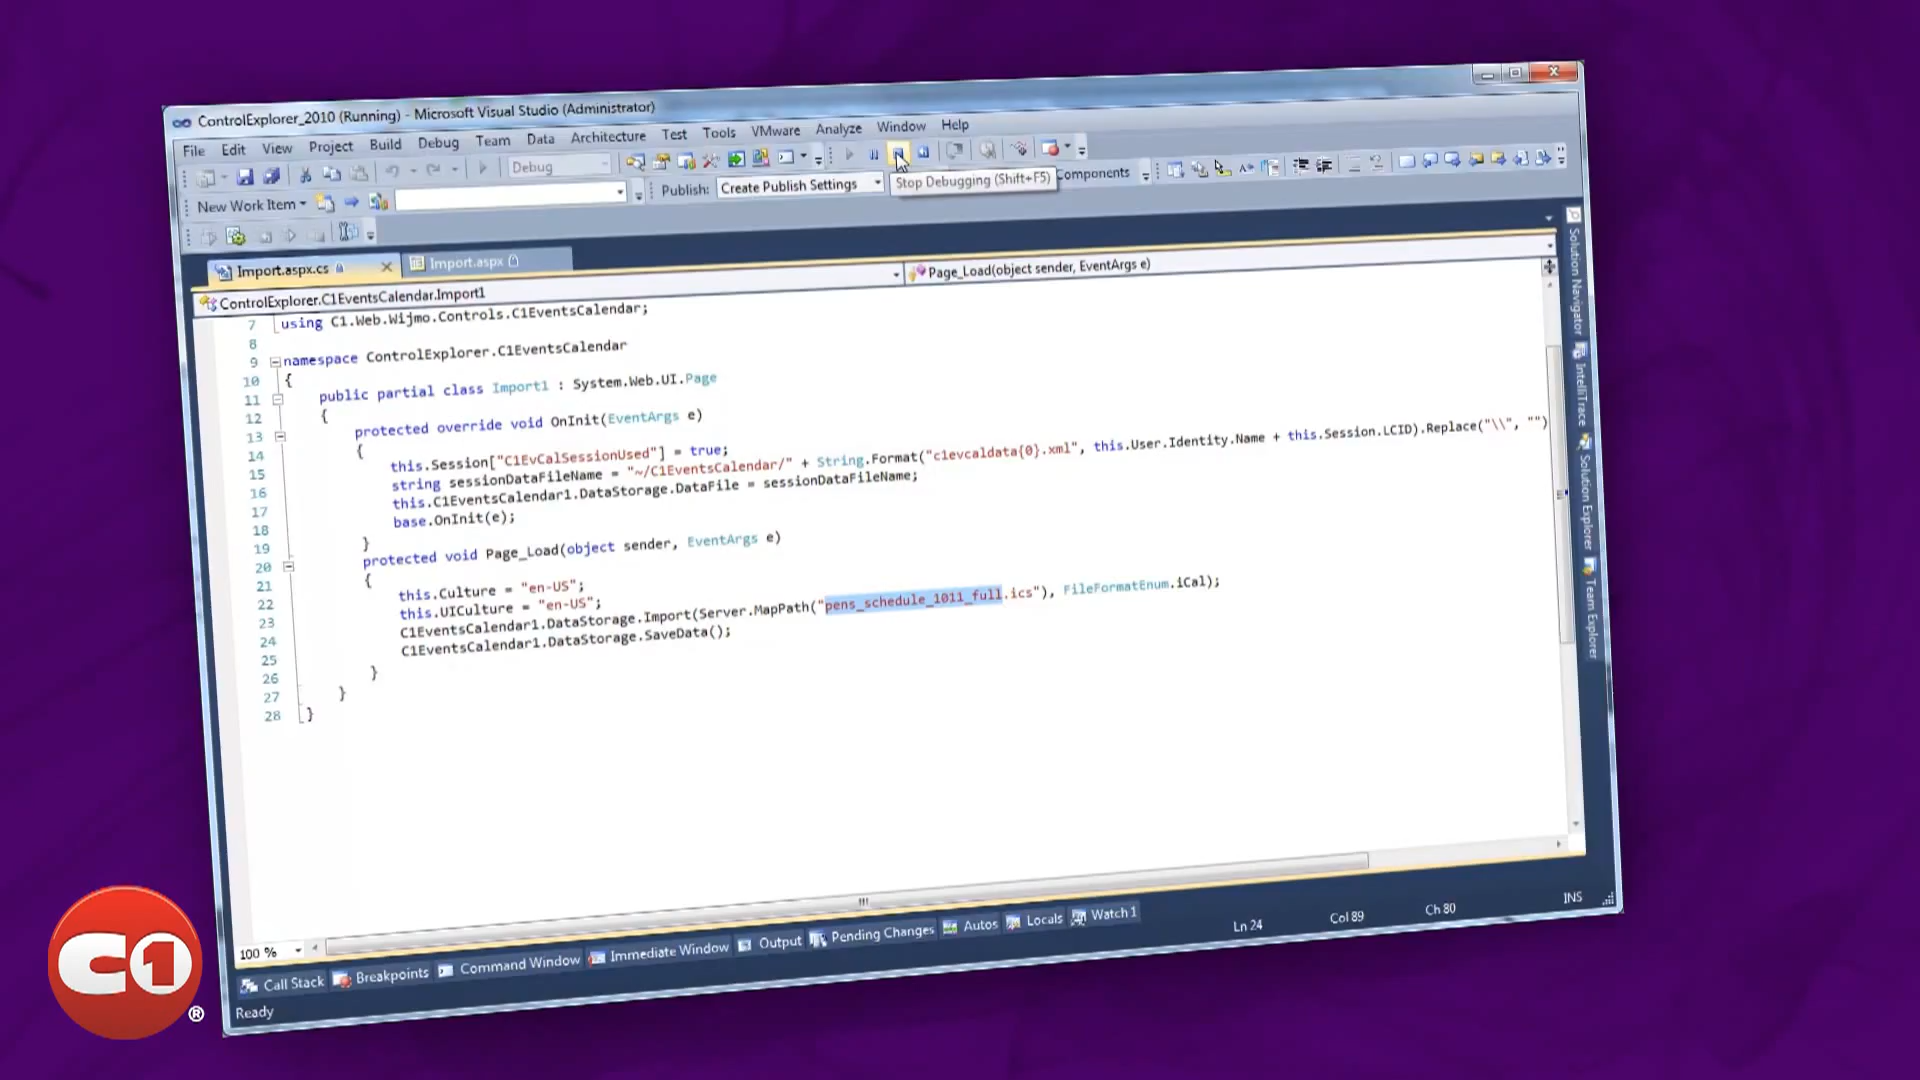 ControlExplorer_2010 (Running) - Microsoft Visual Studio (Administrator)
File Edit View Project Build Debug Team Data Architecture Test Tools VMware Analyze Window Help
Debug
New Work Item Publish: Create Publish Settings Stop Debugging (Shift+F5) Components
Import.aspx.cs Import.aspx
ControlExplorer.C1EventsCalendar.Import1 Page_Load(object sender, EventArgs e)
7 using C1.Web.Wijmo.Controls.C1EventsCalendar;
8
9 namespace ControlExplorer.C1EventsCalendar
10 {
11 public partial class Import1 : System.Web.UI.Page
12 {
13 protected override void OnInit(EventArgs e)
14 {
15 this.Session["C1EvCalSessionUsed"] = true;
16 string sessionDataFileName = "~/C1EventsCalendar/" + String.Format("c1evcaldata{0}.xml", this.User.Identity.Name + this.Session.LCID).Replace("\\", "")
17 this.C1EventsCalendar1.DataStorage.DataFile = sessionDataFileName;
18 base.OnInit(e);
19 }
20 protected void Page_Load(object sender, EventArgs e)
21 {
22 this.Culture = "en-US";
23 this.UICulture = "en-US";
24 C1EventsCalendar1.DataStorage.Import(Server.MapPath("pens_schedule_1011_full.ics"), FileFormatEnum.iCal);
25 C1EventsCalendar1.DataStorage.SaveData();
26 }
27 }
28 }
Solution Navigator
IntelliTrace
Solution Explorer
Team Explorer
100 %
Call Stack Breakpoints Command Window Immediate Window Output Pending Changes Autos Locals Watch 1
Ready Ln 24 Col 89 Ch 80 INS
C1®